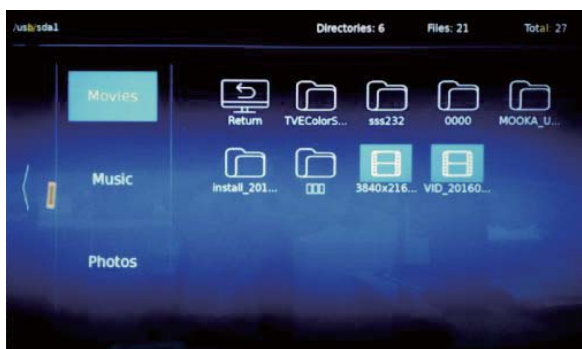 /usb/sda1 Directories: 6 Files: 21 Total 27
Movies
Return TVEColorS... sss232 0000 MOOKA_U...
Music
install_201... 3840x216... VID_20160...
Photos